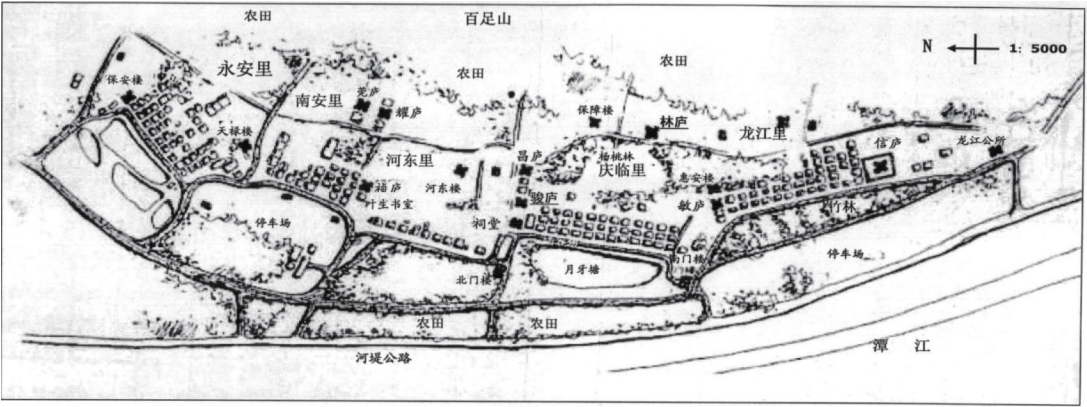 农田
百足山
N
1: 5000
永安里
农田
农田
保安楼
南安里
莞庐
耀庐
保障楼
林庐
龙江里
天禄楼
河东里
昌庐
杨桃林
庆临里
信庐
龙江公所
福庐
河东楼
惠安楼
叶生书室
骏庐
敏庐
竹林
停车场
祠堂
南门楼
停车场
北门楼
月牙塘
农田
农田
河堤公路
潭 江